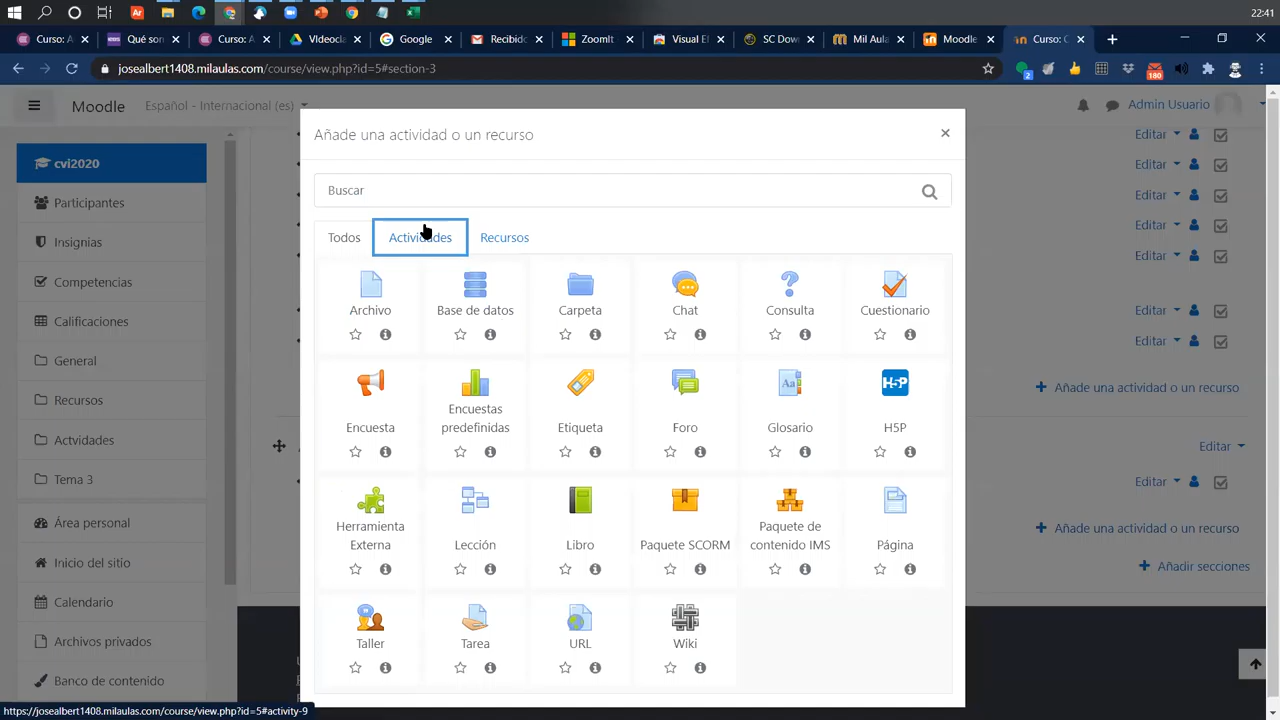 22:41
Curso: A
Qué son
Curso: A
VIdeocla
Google
Recibido
ZoomIt
Visual Ef
SC Dow
Mil Aula
Moodle
Curso: C
josealbert1408.milaulas.com/course/view.php?id=5#section-3
2
180
Moodle
Español - Internacional (es)
Admin Usuario
cvi2020
Participantes
Insignias
Competencias
Calificaciones
General
Recursos
Actvidades
Tema 3
Área personal
Inicio del sitio
Calendario
Archivos privados
Banco de contenido
Añade una actividad o un recurso
Buscar
Todos
Actividades
Recursos
Archivo
Base de datos
Carpeta
Chat
Consulta
Cuestionario
Encuesta
Encuestas
predefinidas
Etiqueta
Foro
Glosario
H5P
H5P
Herramienta
Externa
Lección
Libro
Paquete SCORM
Paquete de
contenido IMS
Página
Taller
Tarea
URL
Wiki
Editar
Editar
Editar
Editar
Editar
Editar
Editar
Añade una actividad o un recurso
Editar
Editar
Añade una actividad o un recurso
Añadir secciones
https://josealbert1408.milaulas.com/course/view.php?id=5#activity-9